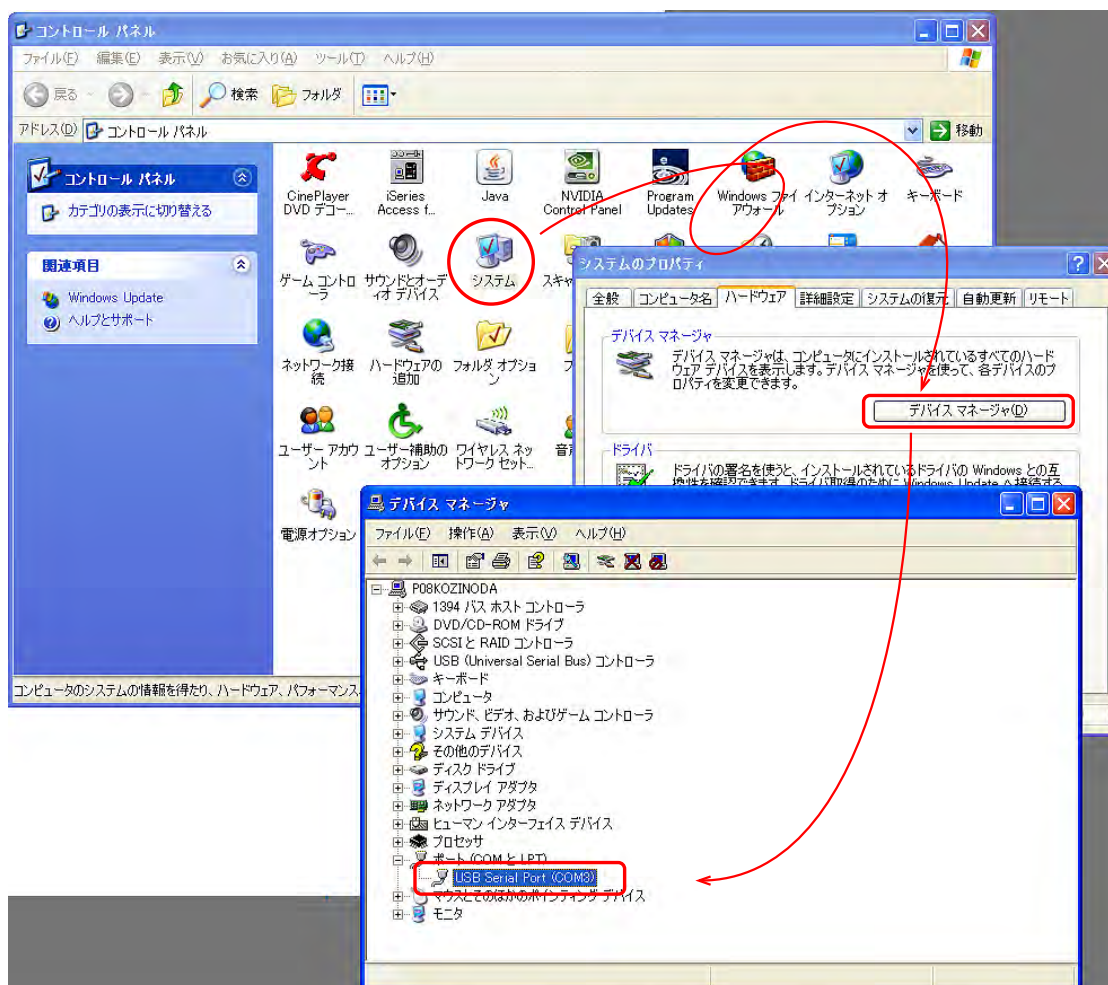 コントロール パネル
ファイル(F) 編集(E) 表示(V) お気に入り(A) ツール(T) ヘルプ(H)
戻る 検索 フォルダ
アドレス(D) コントロール パネル 移動
コントロール パネル
カテゴリの表示に切り替える
関連項目
Windows Update
ヘルプとサポート
CinePlayer DVD デコー... iSeries Access f... Java NVIDIA Control Panel Program Updates Windows ファイアウォール インターネット オプション キーボード
ゲーム コントローラ サウンドとオーディオ デバイス システム スキャ
ネットワーク接続 ハードウェアの追加 フォルダ オプション フ
ユーザー アカウント ユーザー補助のオプション ワイヤレス ネットワーク セット... 音
電源オプション
コンピュータのシステムの情報を得たり、ハードウェア、パフォーマンス
システムのプロパティ
全般 コンピュータ名 ハードウェア 詳細設定 システムの復元 自動更新 リモート
デバイス マネージャ
デバイス マネージャは、コンピュータにインストールされているすべてのハード
ウェア デバイスを表示します。デバイス マネージャを使って、各デバイスのプ
ロパティを変更できます。
デバイス マネージャ(D)
ドライバ
ドライバの署名を使うと、インストールされているドライバの Windows との互
換性を確認できます。ドライバ取得のために Windows Update へ接続する
デバイス マネージャ
ファイル(F) 操作(A) 表示(V) ヘルプ(H)
P08KOZINODA
1394 バス ホスト コントローラ
DVD/CD-ROM ドライブ
SCSI と RAID コントローラ
USB (Universal Serial Bus) コントローラ
キーボード
コンピュータ
サウンド、ビデオ、およびゲーム コントローラ
システム デバイス
その他のデバイス
ディスク ドライブ
ディスプレイ アダプタ
ネットワーク アダプタ
ヒューマン インターフェイス デバイス
プロセッサ
ポート (COM と LPT)
USB Serial Port (COM3)
マウスとそのほかのポインティング デバイス
モニタ